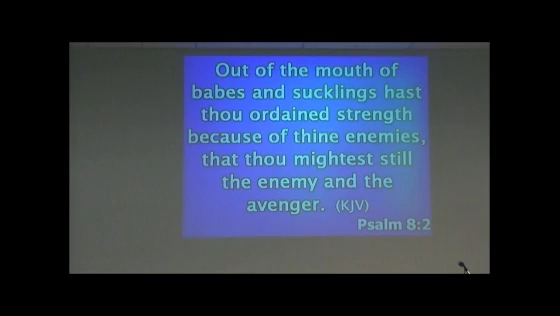 Out of the mouth of
babes and sucklings hast
thou ordained strength
because of thine enemies,
that thou mightest still
the enemy and the
avenger. (KJV)
Psalm 8:2